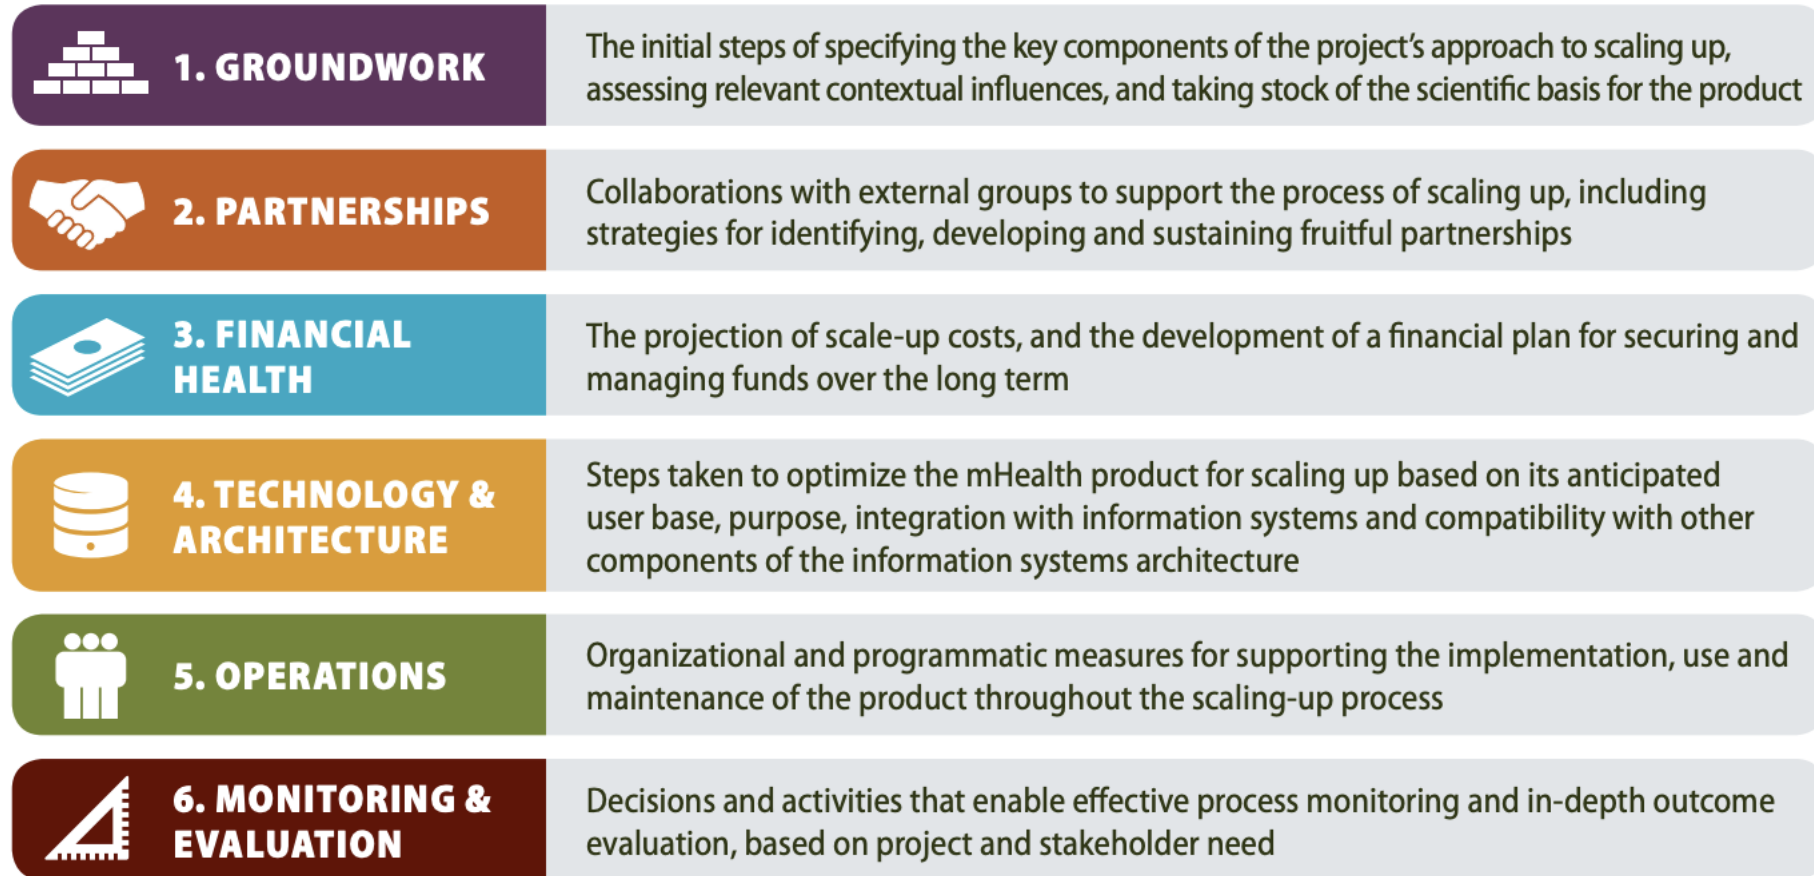 1. GROUNDWORK
The initial steps of specifying the key components of the project’s approach to scaling up,
assessing relevant contextual influences, and taking stock of the scientific basis for the product
2. PARTNERSHIPS
Collaborations with external groups to support the process of scaling up, including
strategies for identifying, developing and sustaining fruitful partnerships
3. FINANCIAL
HEALTH
The projection of scale-up costs, and the development of a financial plan for securing and
managing funds over the long term
4. TECHNOLOGY &
ARCHITECTURE
Steps taken to optimize the mHealth product for scaling up based on its anticipated
user base, purpose, integration with information systems and compatibility with other
components of the information systems architecture
5. OPERATIONS
Organizational and programmatic measures for supporting the implementation, use and
maintenance of the product throughout the scaling-up process
6. MONITORING &
EVALUATION
Decisions and activities that enable effective process monitoring and in-depth outcome
evaluation, based on project and stakeholder need